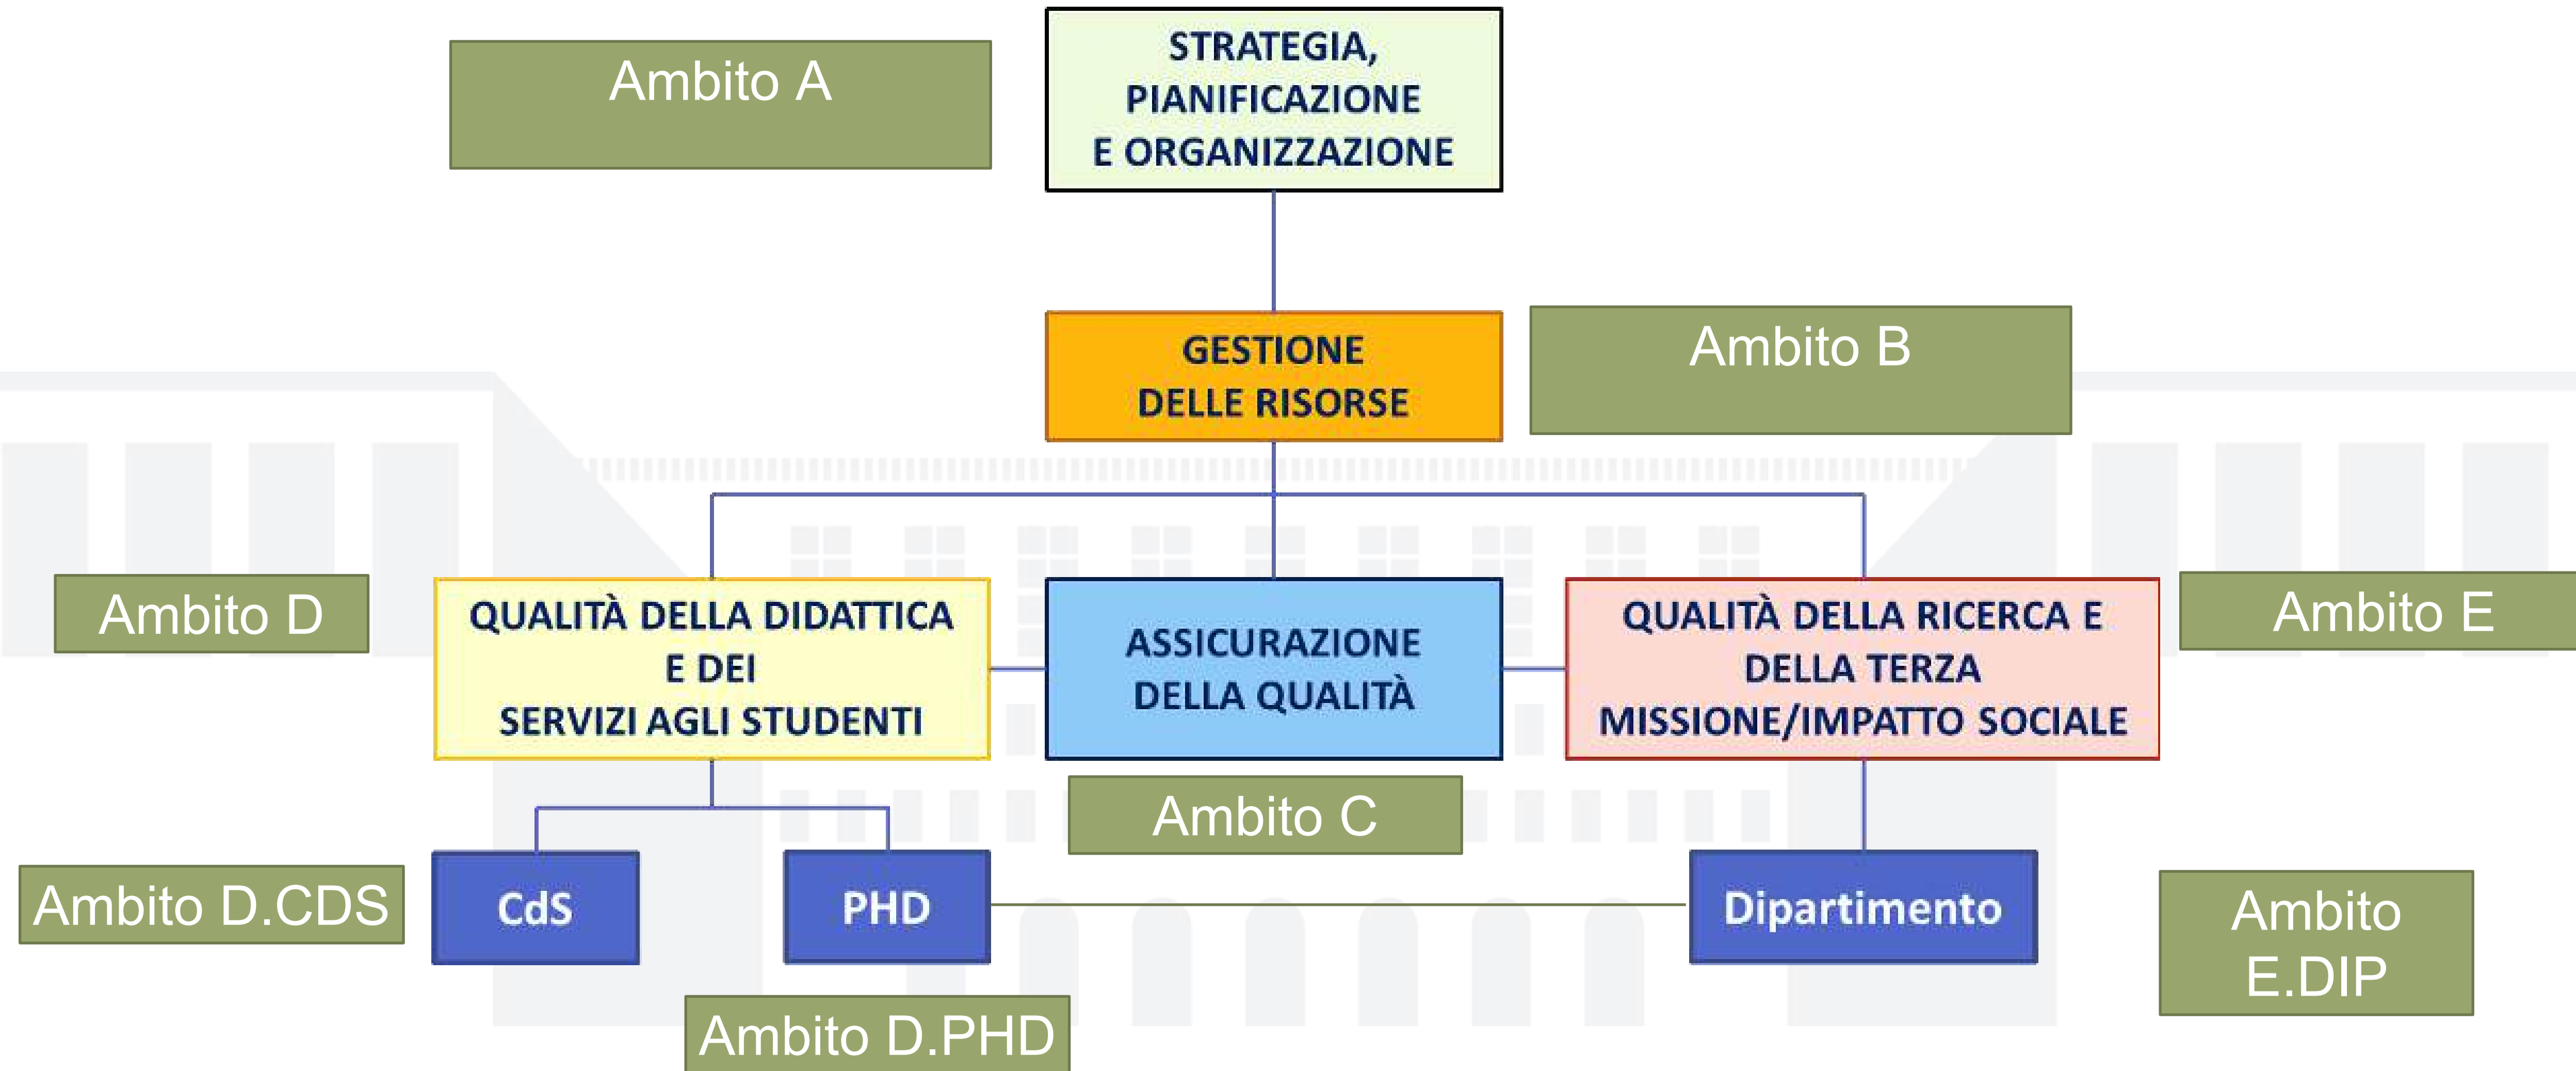 Ambito A
STRATEGIA,
PIANIFICAZIONE
E ORGANIZZAZIONE
GESTIONE
DELLE RISORSE
Ambito B
Ambito D
QUALITÀ DELLA DIDATTICA
E DEI
SERVIZI AGLI STUDENTI
ASSICURAZIONE
DELLA QUALITÀ
QUALITÀ DELLA RICERCA E
DELLA TERZA
MISSIONE/IMPATTO SOCIALE
Ambito E
Ambito C
Ambito D.CDS
CdS
PHD
Dipartimento
Ambito
E.DIP
Ambito D.PHD